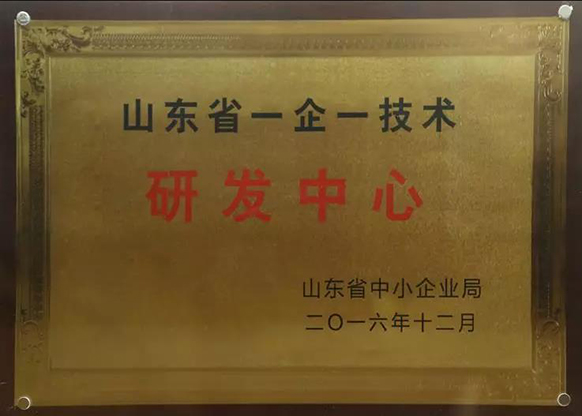 山东省一企一技术
研发中心
山东省中小企业局
二〇一六年十二月